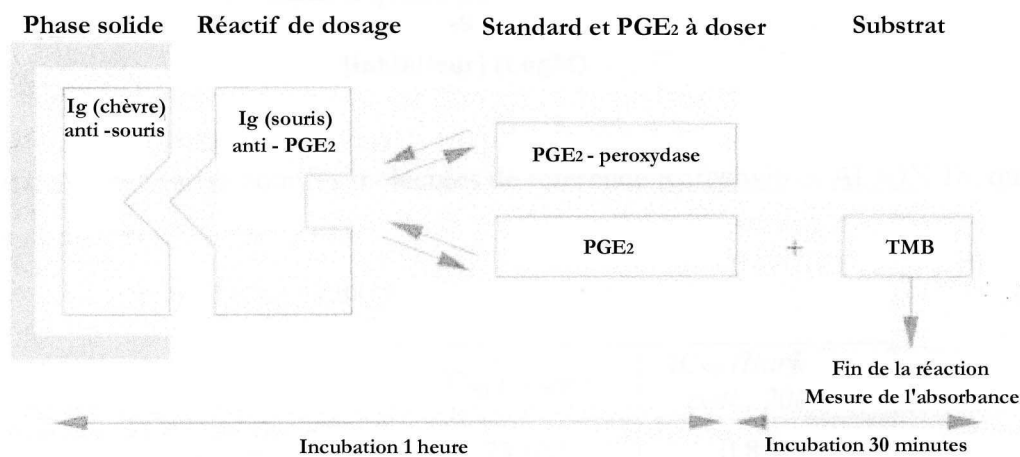 Phase solide
Réactif de dosage
Standard et PGE2 à doser
Substrat
Ig (chèvre)
anti -souris
Ig (souris)
anti - PGE2
PGE2 - peroxydase
PGE2
+
TMB
Fin de la réaction
Mesure de l'absorbance
Incubation 1 heure
Incubation 30 minutes